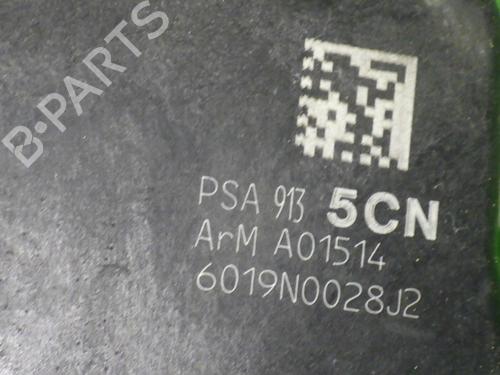 B-PARTS
PSA 913 5CN
ArM A01514
6019N0028J2